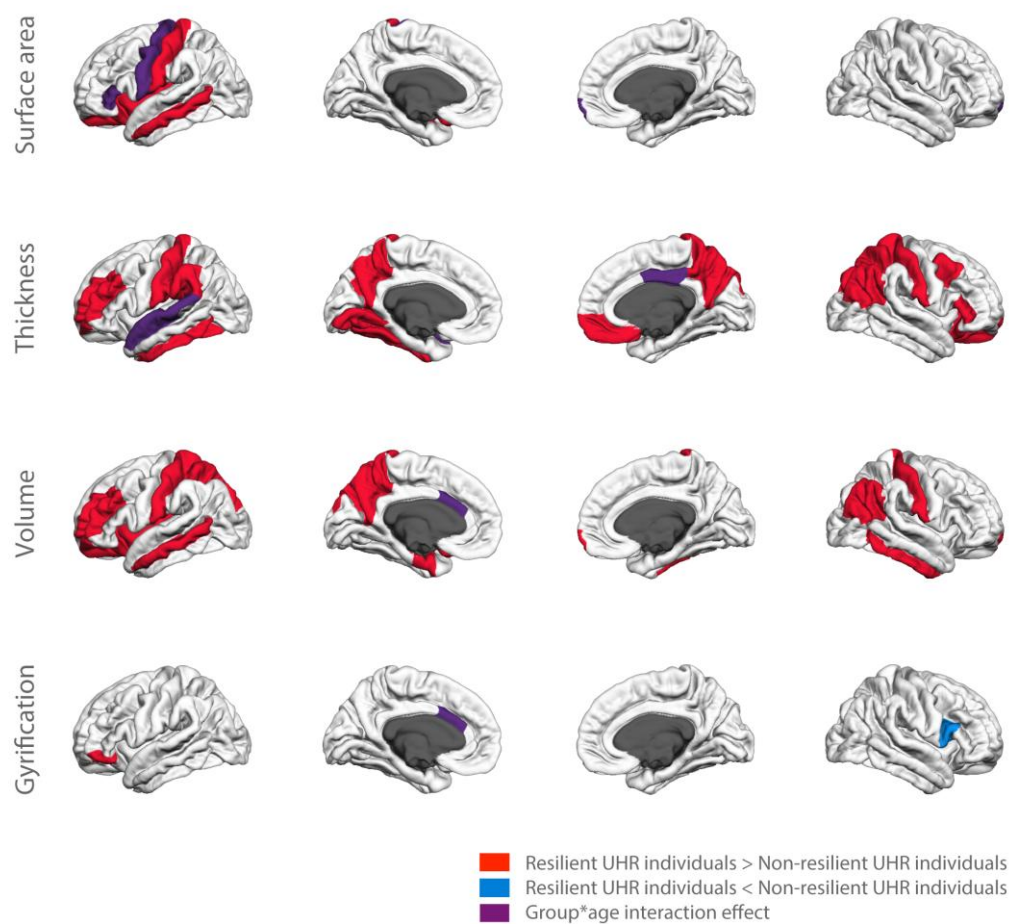 Surface area
Thickness
Volume
Gyrification
Resilient UHR individuals > Non-resilient UHR individuals
Resilient UHR individuals < Non-resilient UHR individuals
Group*age interaction effect